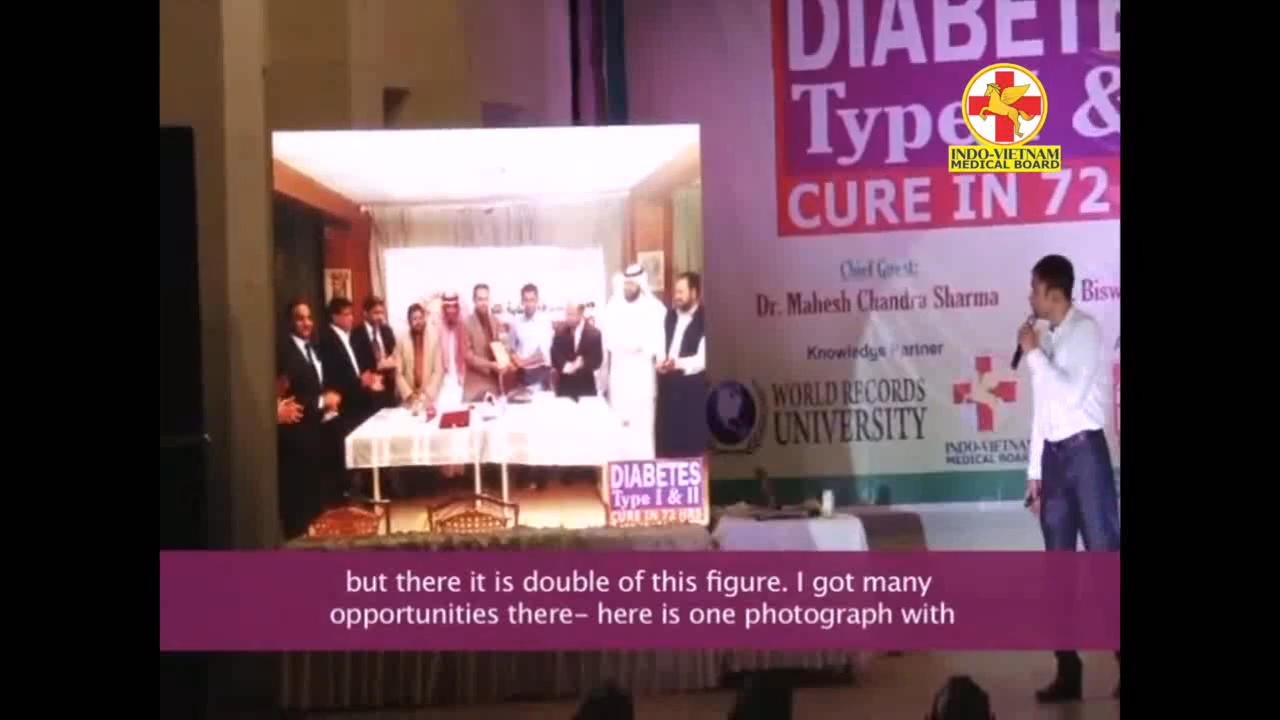 DIABETE
Type I &
CURE IN 72
INDO-VIETNAM
MEDICAL BOARD
Chief Guest:
Dr. Mahesh Chandra Sharma
Bisw
Knowledge Partner
WORLD RECORDS
UNIVERSITY
INDO-VIETNAM
MEDICAL BOARD
DIABETES
Type I & II
CURE IN 72 HRS
but there it is double of this figure. I got many
opportunities there- here is one photograph with